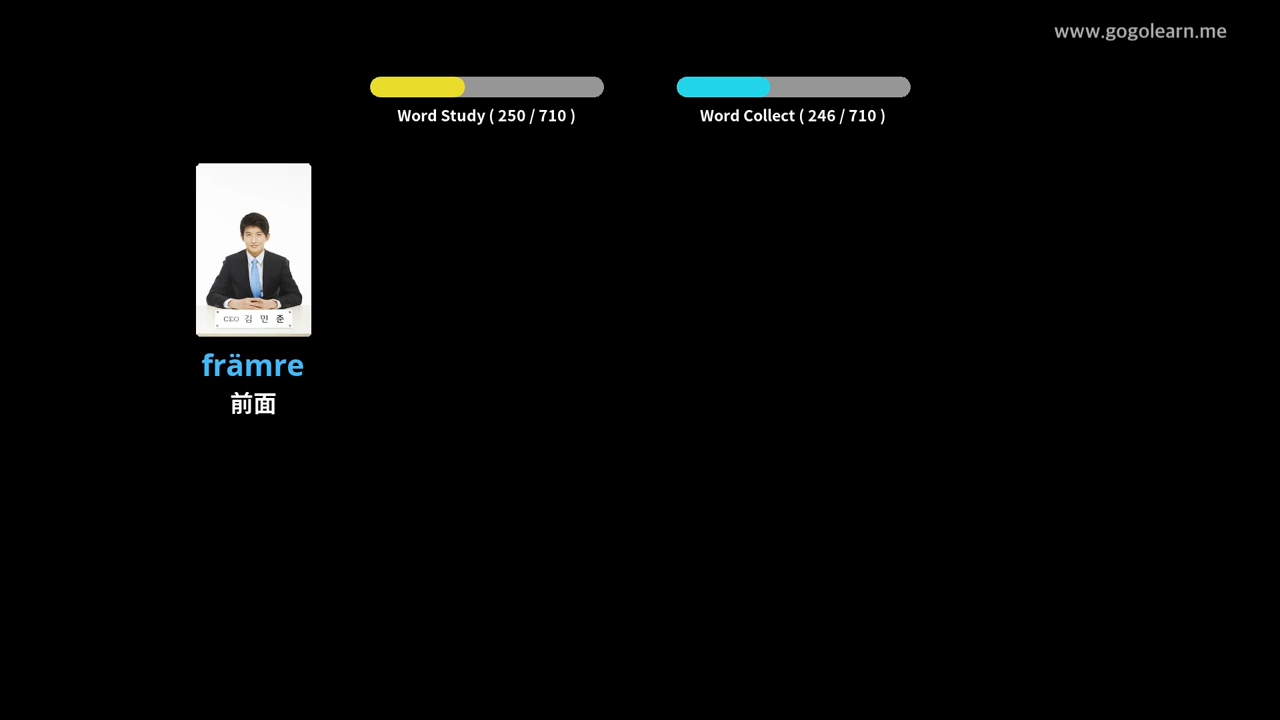 www.gogolearn.me
Word Study ( 250 / 710 )
Word Collect ( 246 / 710 )
CEO 김 민 준
främre
前面